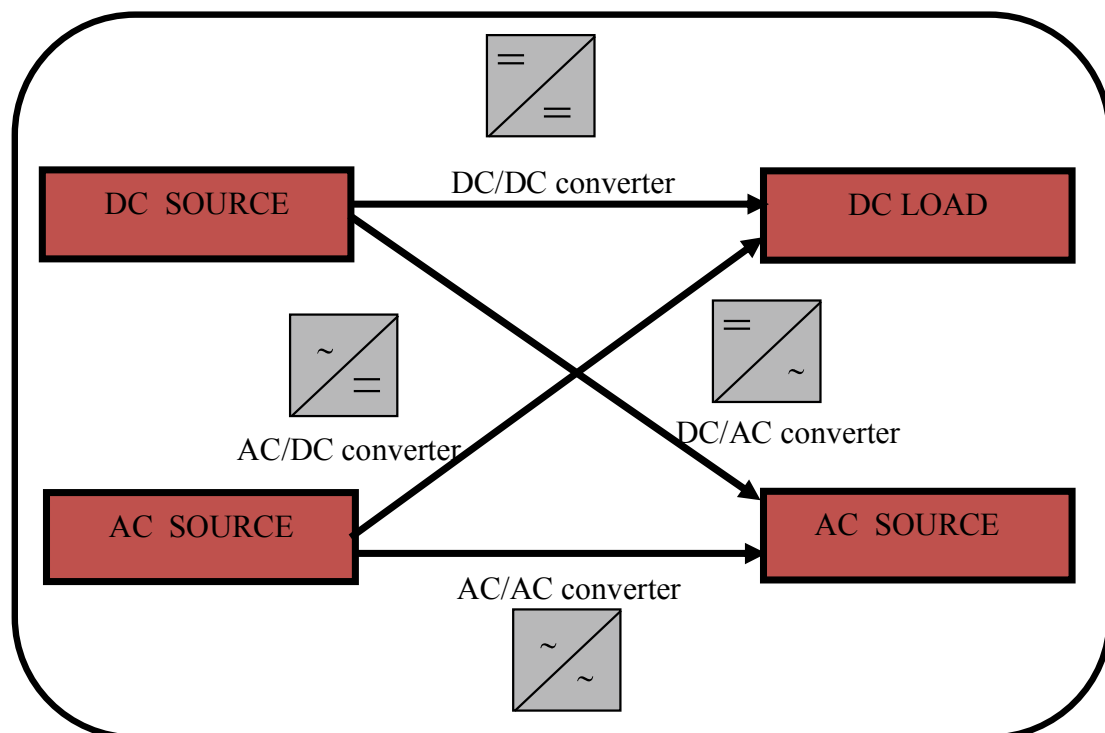 DC/DC converter
DC SOURCE
DC LOAD
AC/DC converter
DC/AC converter
AC SOURCE
AC SOURCE
AC/AC converter